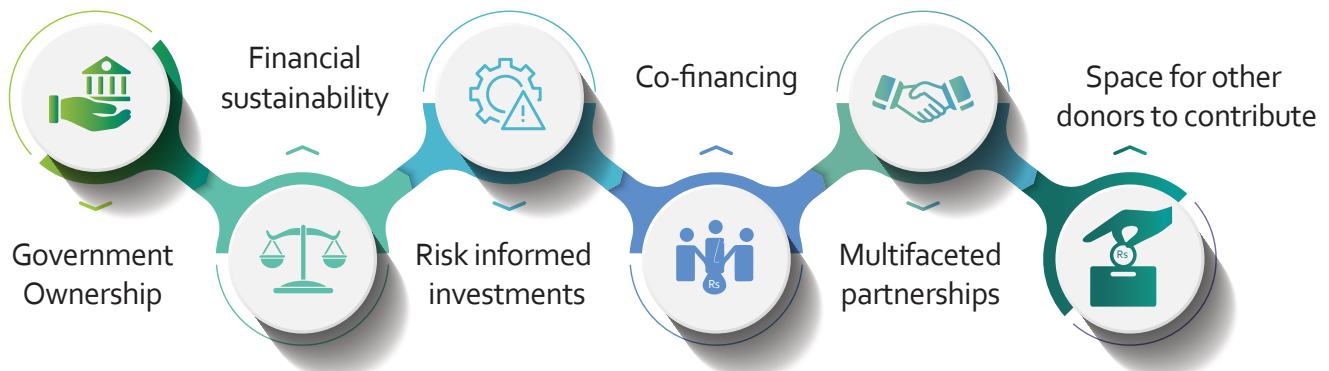 Government
Ownership
Financial
sustainability
Risk informed
investments
Co-financing
Rs
Multifaceted
partnerships
Space for other
donors to contribute
Rs